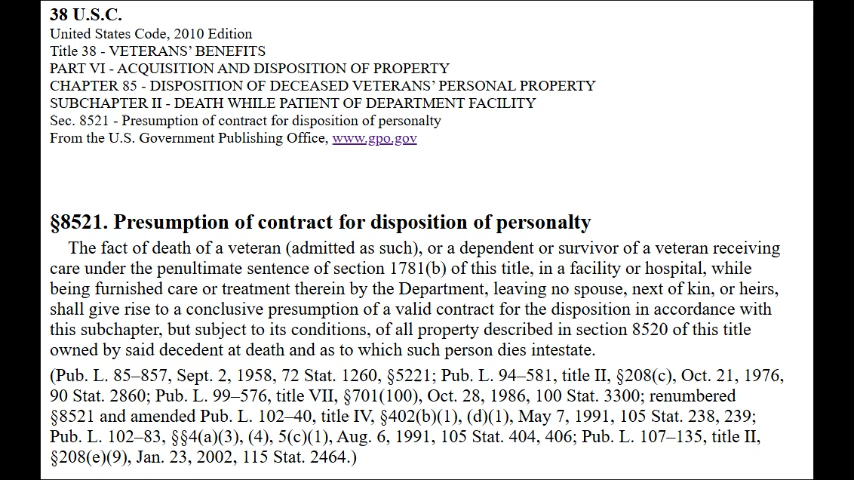 38 U.S.C.
United States Code, 2010 Edition
Title 38 - VETERANS’ BENEFITS
PART VI - ACQUISITION AND DISPOSITION OF PROPERTY
CHAPTER 85 - DISPOSITION OF DECEASED VETERANS’ PERSONAL PROPERTY
SUBCHAPTER II - DEATH WHILE PATIENT OF DEPARTMENT FACILITY
Sec. 8521 - Presumption of contract for disposition of personalty
From the U.S. Government Publishing Office, www.gpo.gov
§8521. Presumption of contract for disposition of personalty
The fact of death of a veteran (admitted as such), or a dependent or survivor of a veteran receiving
care under the penultimate sentence of section 1781(b) of this title, in a facility or hospital, while
being furnished care or treatment therein by the Department, leaving no spouse, next of kin, or heirs,
shall give rise to a conclusive presumption of a valid contract for the disposition in accordance with
this subchapter, but subject to its conditions, of all property described in section 8520 of this title
owned by said decedent at death and as to which such person dies intestate.
(Pub. L. 85–857, Sept. 2, 1958, 72 Stat. 1260, §5221; Pub. L. 94–581, title II, §208(c), Oct. 21, 1976,
90 Stat. 2860; Pub. L. 99–576, title VII, §701(100), Oct. 28, 1986, 100 Stat. 3300; renumbered
§8521 and amended Pub. L. 102–40, title IV, §402(b)(1), (d)(1), May 7, 1991, 105 Stat. 238, 239;
Pub. L. 102–83, §§4(a)(3), (4), 5(c)(1), Aug. 6, 1991, 105 Stat. 404, 406; Pub. L. 107–135, title II,
§208(e)(9), Jan. 23, 2002, 115 Stat. 2464.)